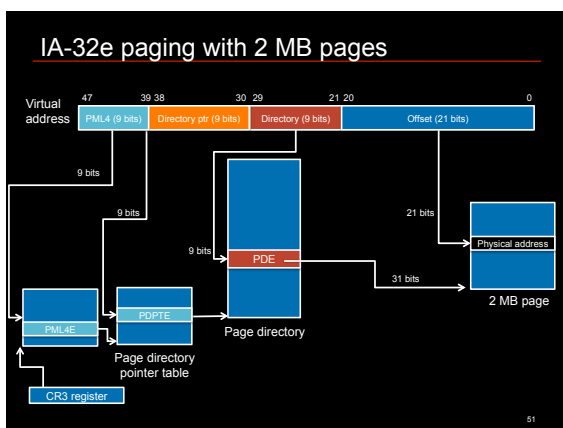 IA-32e paging with 2 MB pages
47 39 38 30 29 21 20 0
Virtual
address
PML4 (9 bits) Directory ptr (9 bits) Directory (9 bits) Offset (21 bits)
9 bits
9 bits
21 bits
Physical address
9 bits
PDE
31 bits
2 MB page
PDPTE
PML4E
Page directory
Page directory
pointer table
CR3 register
51